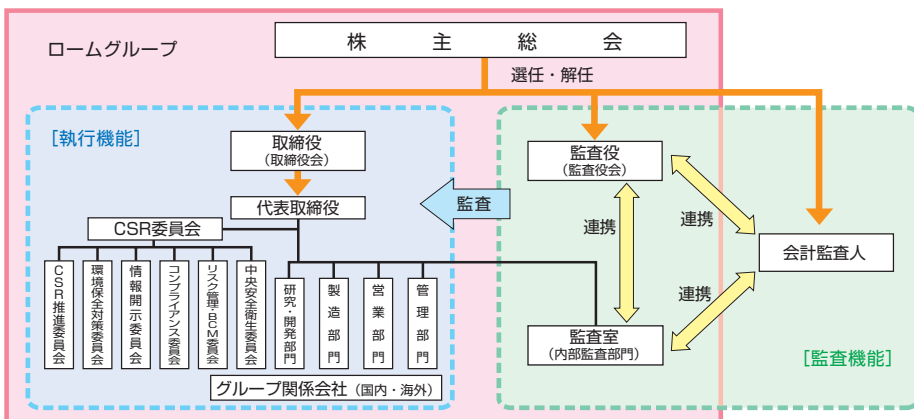 ロームグループ
株主総会
選任・解任
[執行機能]
取締役
(取締役会)
監査役
(監査役会)
代表取締役
監査
CSR委員会
連携
連携
会計監査人
CSR推進委員会
環境保全対策委員会
情報開示委員会
コンプライアンス委員会
リスク管理・BCM委員会
中央安全衛生委員会
研究・開発部門
製造部門
営業部門
管理部門
連携
監査室
(内部監査部門)
[監査機能]
グループ関係会社(国内・海外)